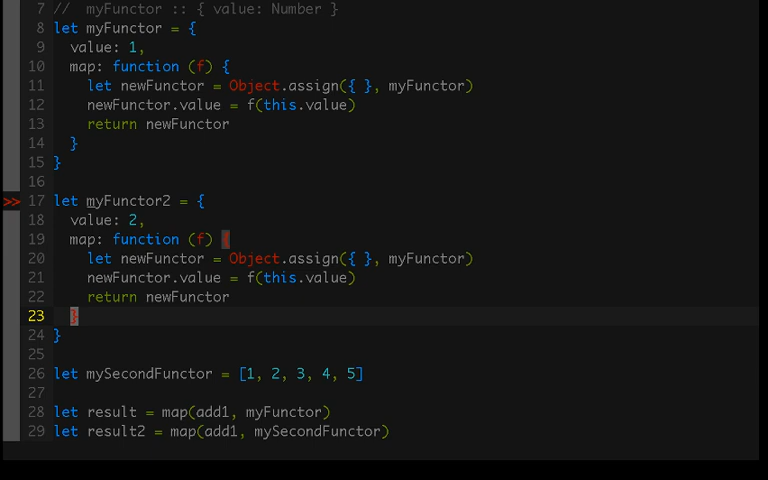 7 // myFunctor :: { value: Number }
8 let myFunctor = {
9   value: 1,
10   map: function (f) {
11     let newFunctor = Object.assign({ }, myFunctor)
12     newFunctor.value = f(this.value)
13     return newFunctor
14   }
15 }
16
>> 17 let myFunctor2 = {
18   value: 2,
19   map: function (f) {
20     let newFunctor = Object.assign({ }, myFunctor)
21     newFunctor.value = f(this.value)
22     return newFunctor
23   }
24 }
25
26 let mySecondFunctor = [1, 2, 3, 4, 5]
27
28 let result = map(add1, myFunctor)
29 let result2 = map(add1, mySecondFunctor)